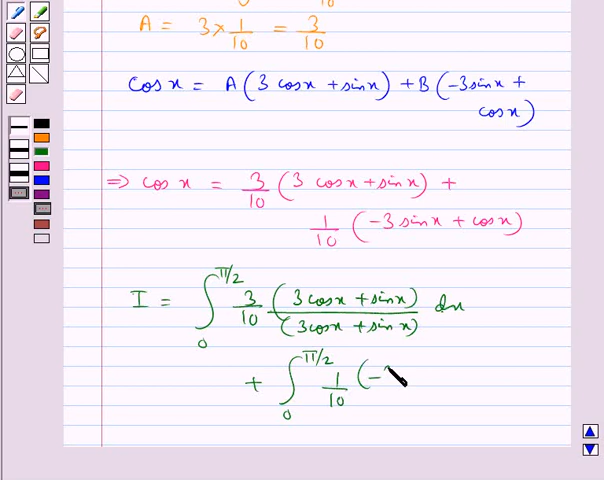 A = 3 × 1/10 = 3/10
cos x = A (3 cos x + sin x) + B (-3 sin x +
cos x)
⇒ cos x = 3/10 (3 cos x + sin x) +
1/10 (-3 sin x + cos x)
I = ∫₀^π/2 3/10 (3 cos x + sin x)/(3 cos x + sin x) dx
+ ∫₀^π/2 1/10 (-